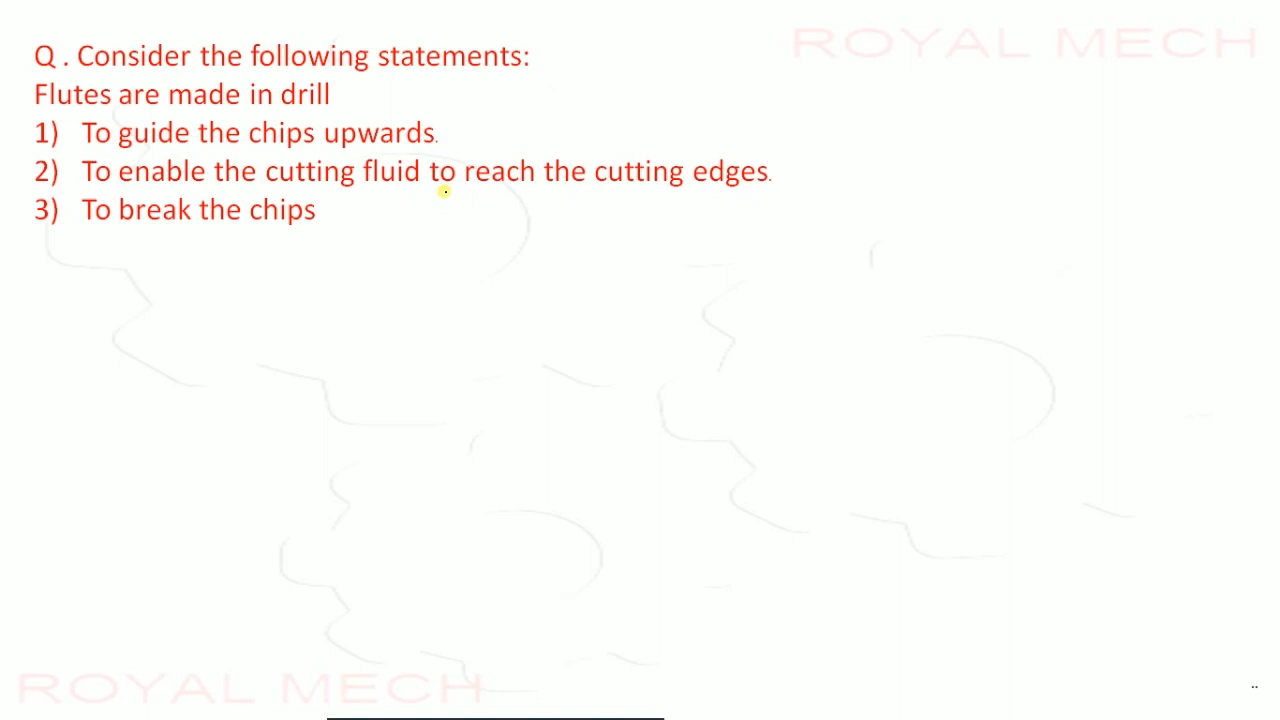 ROYAL MECH
Q . Consider the following statements:
Flutes are made in drill
1) To guide the chips upwards.
2) To enable the cutting fluid to reach the cutting edges.
3) To break the chips
ROYAL MECH